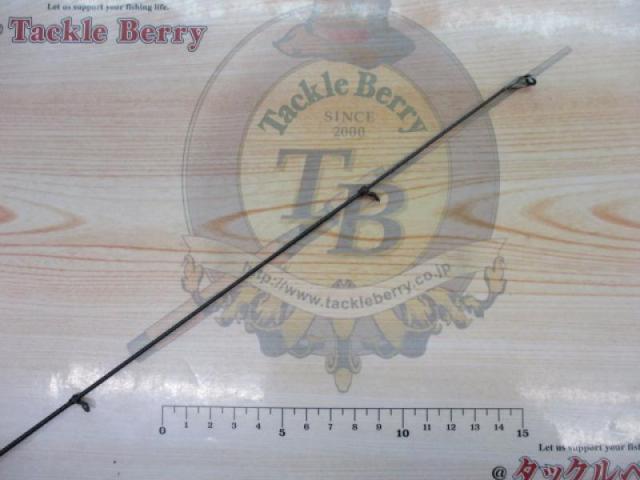 Let us support your fishing life.
Tackle Berry
Tackle Berry
SINCE
2000
TB
http://www.tackleberry.co.jp
0 1 2 3 4 5 6 7 8 9 10 11 12 13 14 15
Let us support your fish
@タックルベ